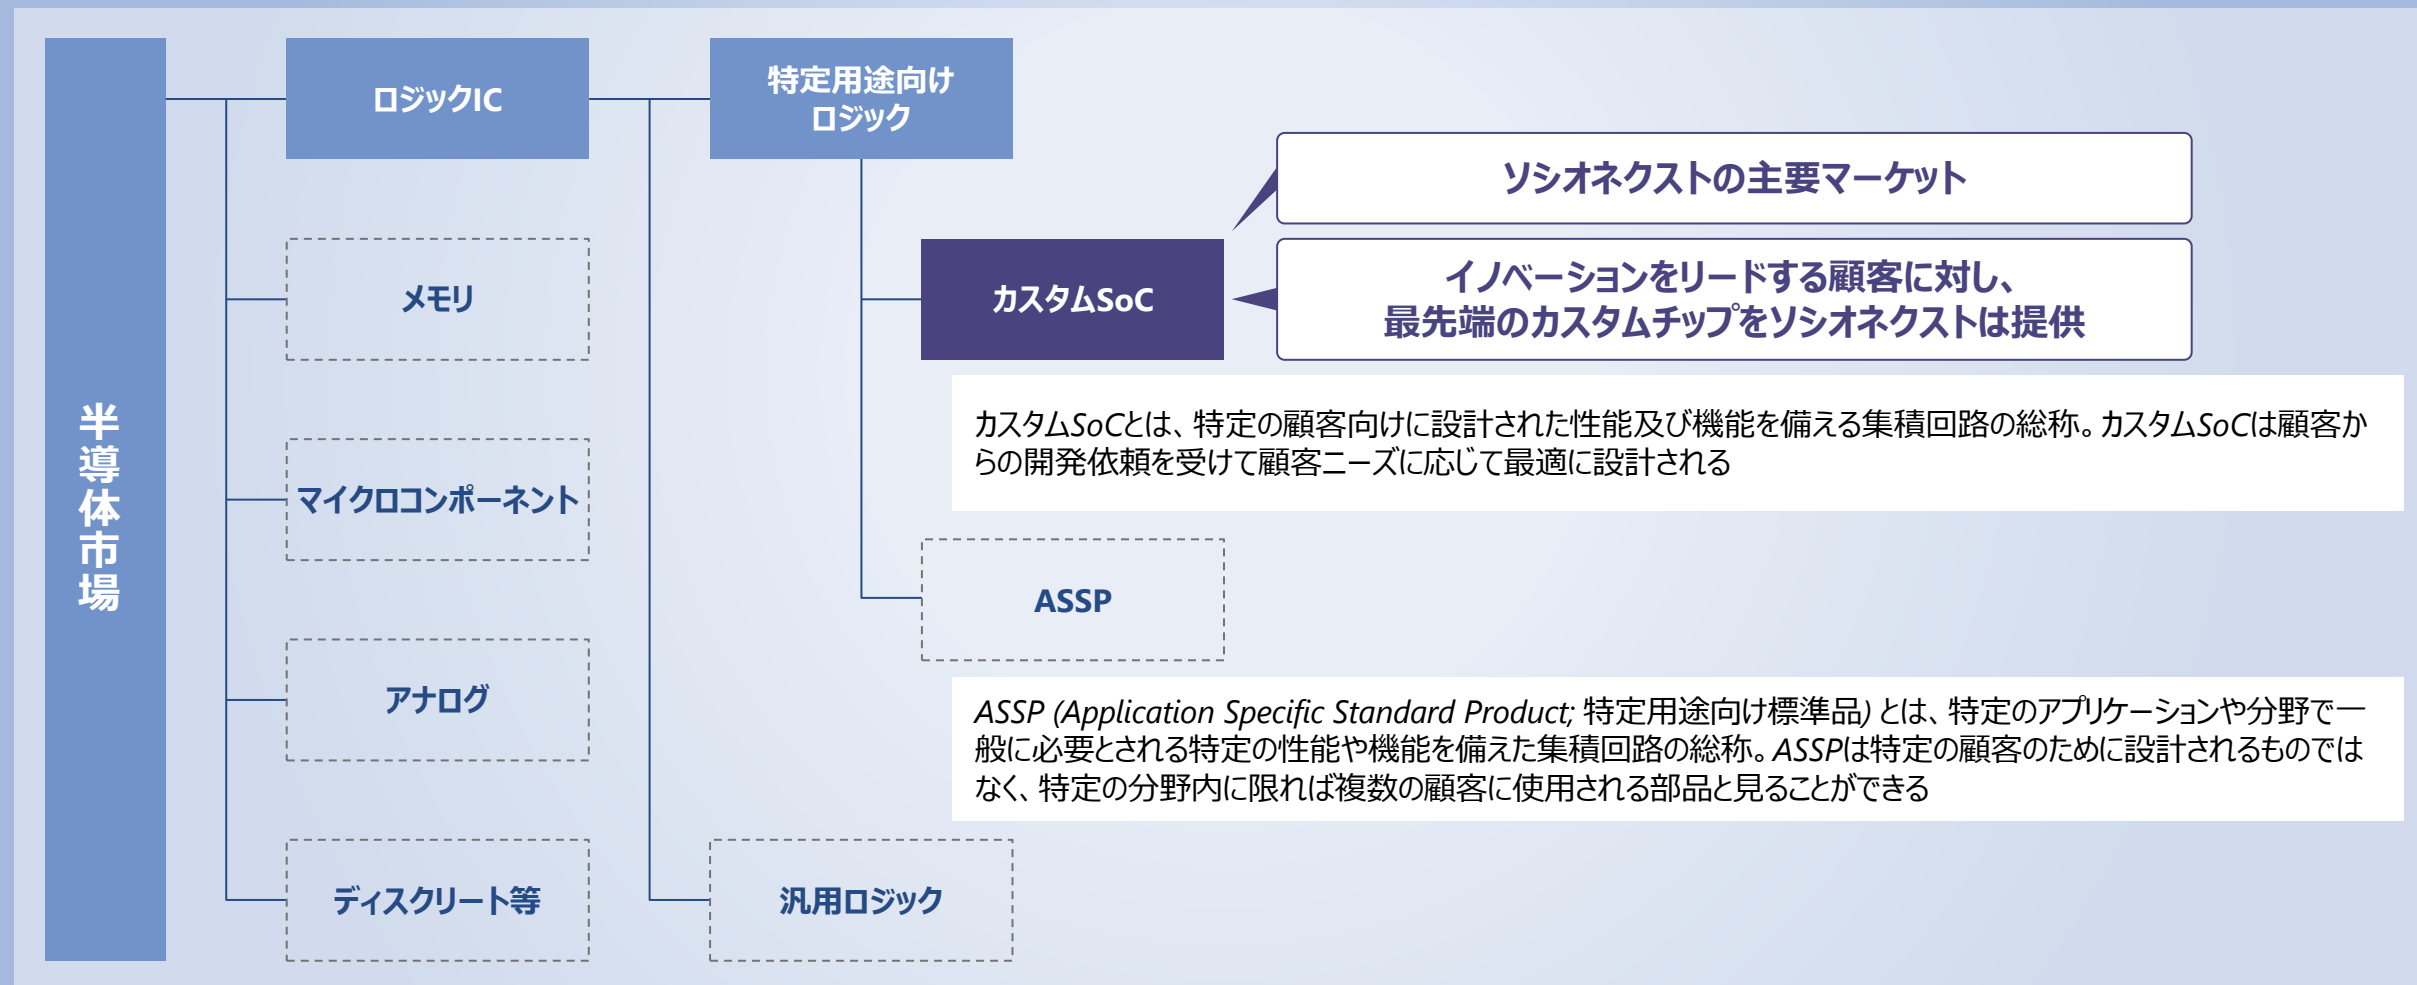 半導体市場
ロジックIC
メモリ
マイクロコンポーネント
アナログ
ディスクリート等
特定用途向け
ロジック
汎用ロジック
カスタムSoC
ソシオネクストの主要マーケット
イノベーションをリードする顧客に対し、
最先端のカスタムチップをソシオネクストは提供
カスタムSoCとは、特定の顧客向けに設計された性能及び機能を備える集積回路の総称。カスタムSoCは顧客か
らの開発依頼を受けて顧客ニーズに応じて最適に設計される
ASSP
ASSP (Application Specific Standard Product; 特定用途向け標準品) とは、特定のアプリケーションや分野で一
般に必要とされる特定の性能や機能を備えた集積回路の総称。ASSPは特定の顧客のために設計されるものでは
なく、特定の分野内に限れば複数の顧客に使用される部品と見ることができる